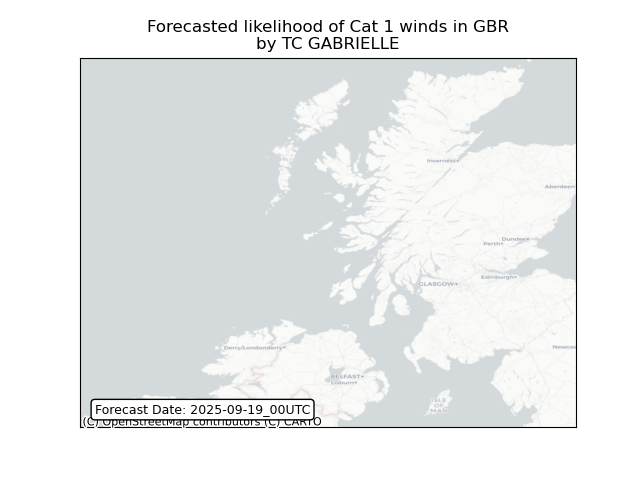 Forecasted likelihood of Cat 1 winds in GBR
by TC GABRIELLE
Inverness
Aberdeen
Dundee
Perth
Edinburgh
GLASGOW
Derry/Londonderry
Newcas
BELFAST
Lisburn
ISLE
OF
MAN
Forecast Date: 2025-09-19_00UTC
(C) OpenStreetMap contributors (C) CARTO